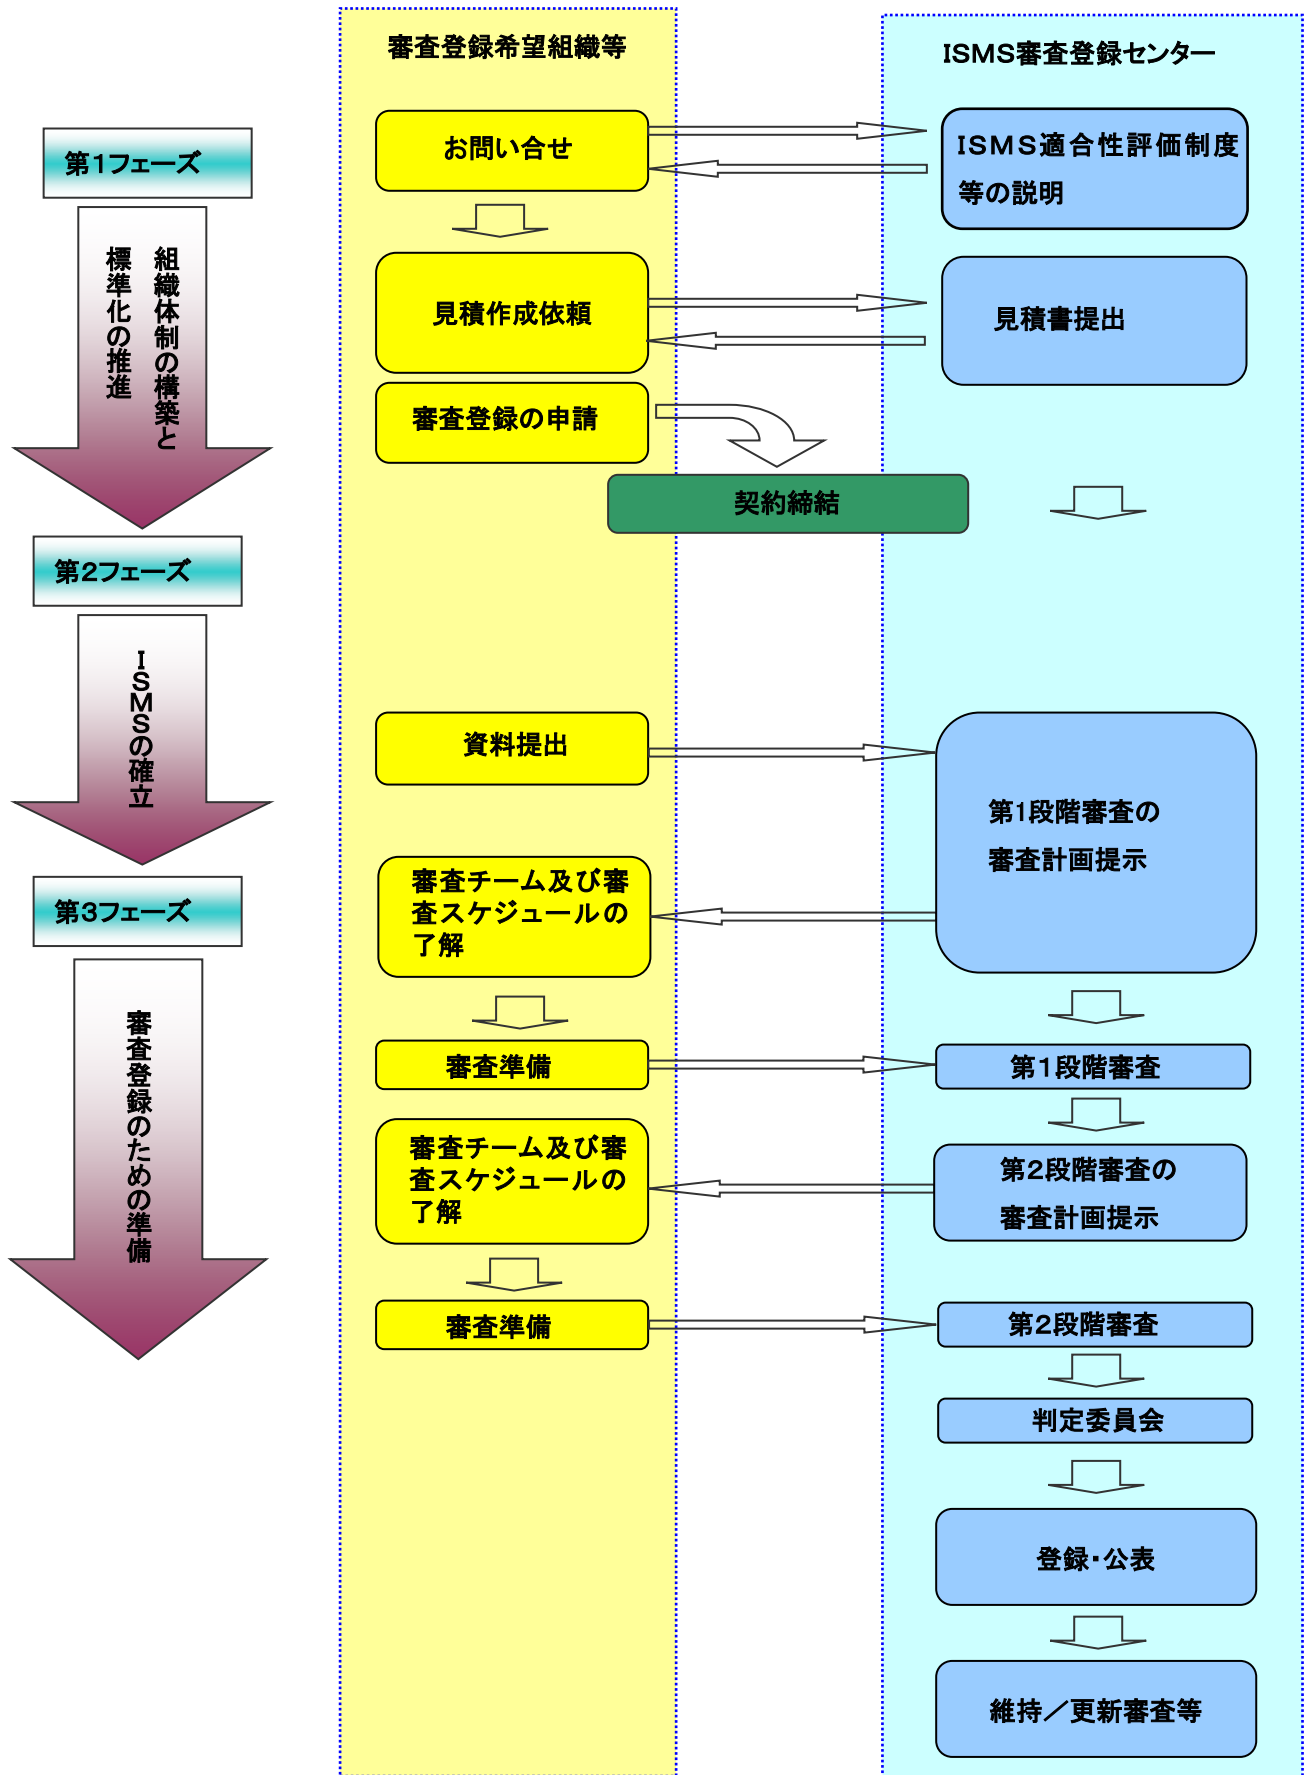 審査登録希望組織等
ISMS審査登録センター
第1フェーズ
お問い合せ
ISMS適合性評価制度
等の説明
組織体制の構築と
標準化の推進
見積作成依頼
見積書提出
審査登録の申請
契約締結
第2フェーズ
ISMSの確立
資料提出
第1段階審査の
審査計画提示
第3フェーズ
審査チーム及び審
査スケジュールの
了解
審査登録のための準備
審査準備
第1段階審査
審査チーム及び審
査スケジュールの
了解
第2段階審査の
審査計画提示
審査準備
第2段階審査
判定委員会
登録・公表
維持／更新審査等